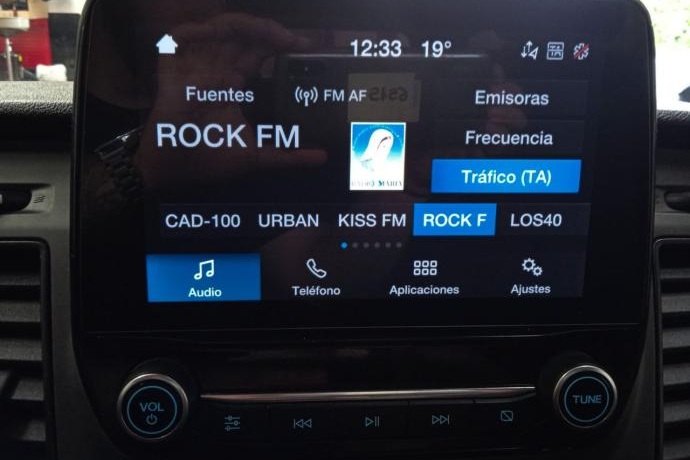 12:33 19°
Fuentes FM AF Emisoras
ROCK FM
Frecuencia
Tráfico (TA)
CAD-100 URBAN KISS FM ROCK F LOS40
Audio Teléfono Aplicaciones Ajustes
VOL TUNE